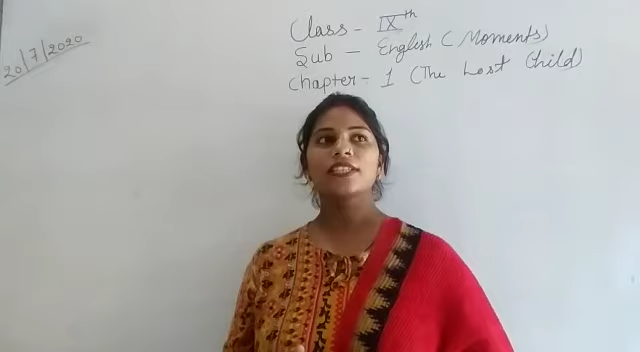 20/7/2020
Class - IXth
Sub - English (Moments)
Chapter - 1 (The Lost Child)